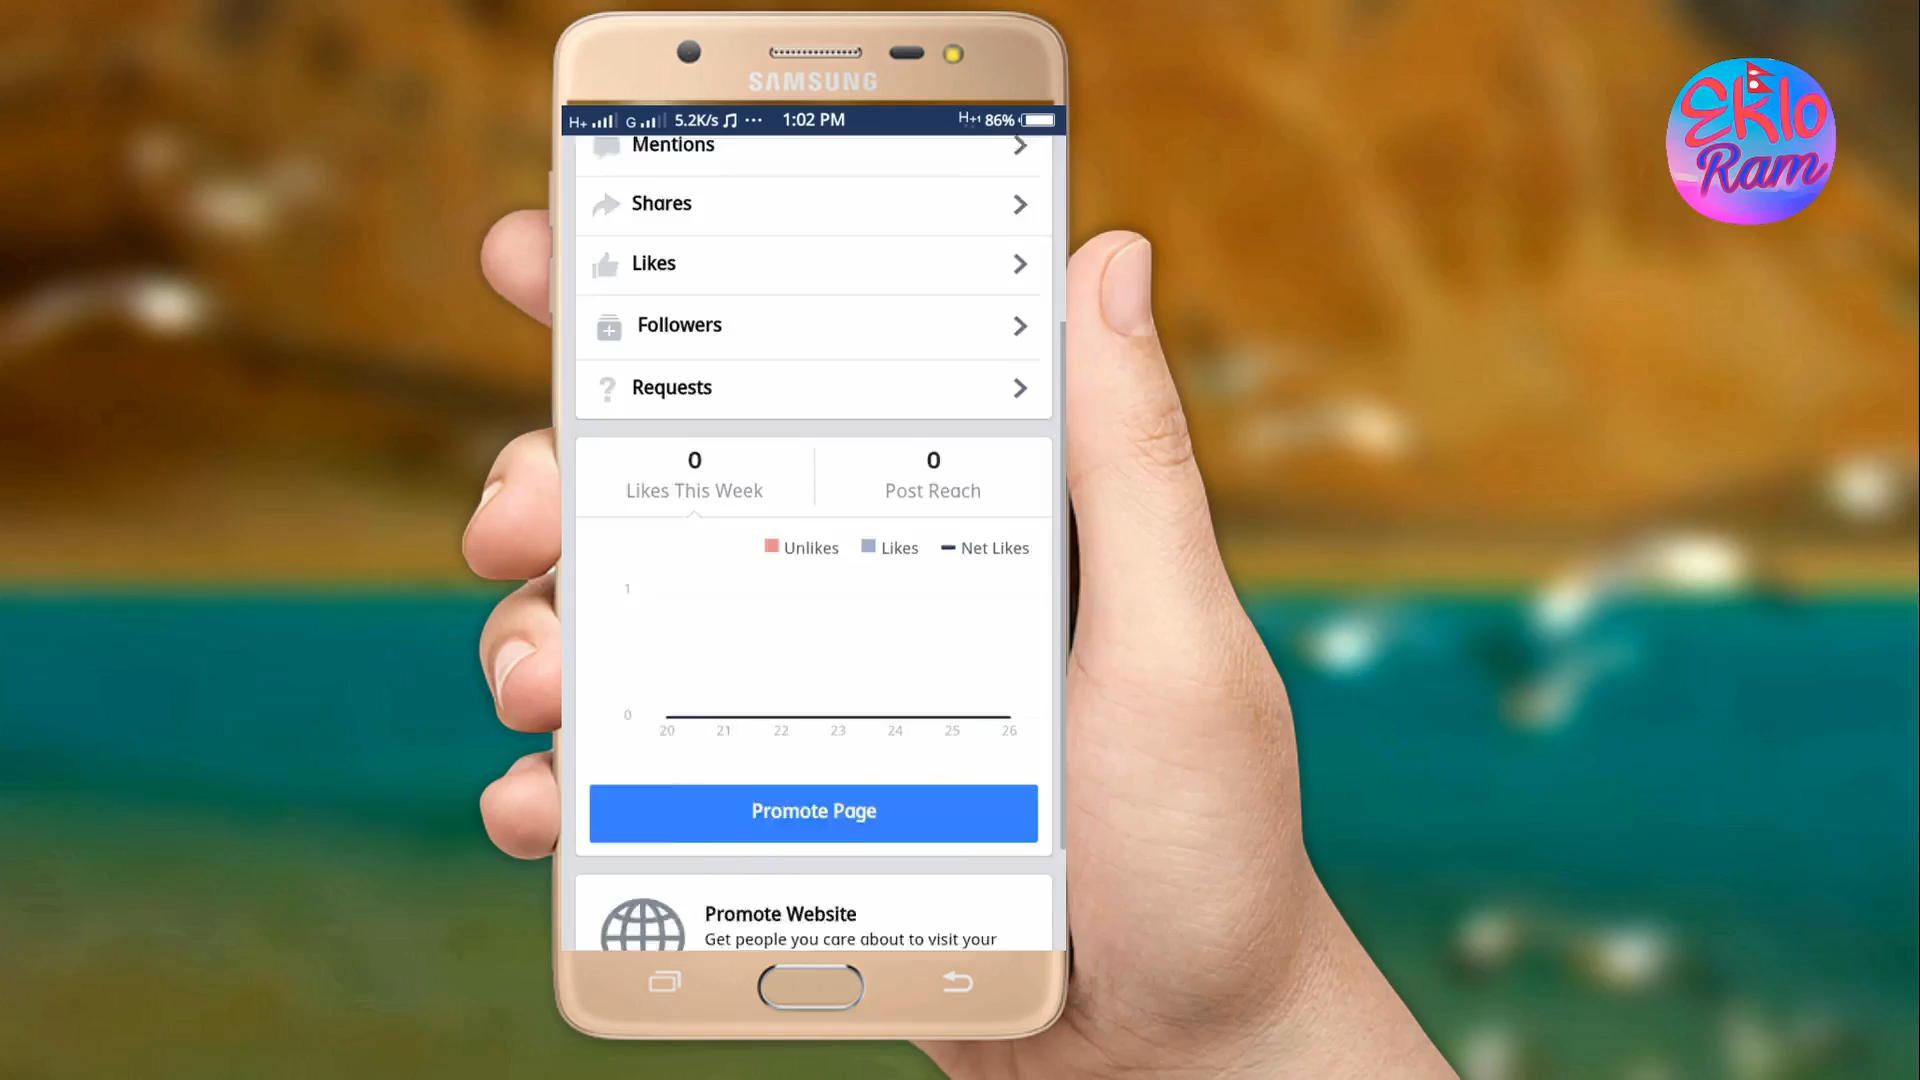 SAMSUNG
H+ G 5.2K/s ... 1:02 PM H+1 86%
Mentions
Shares
Likes
Followers
Requests
0 0
Likes This Week Post Reach
Unlikes Likes Net Likes
1
0
20 21 22 23 24 25 26
Promote Page
Promote Website
Get people you care about to visit your
Eklo
Ram